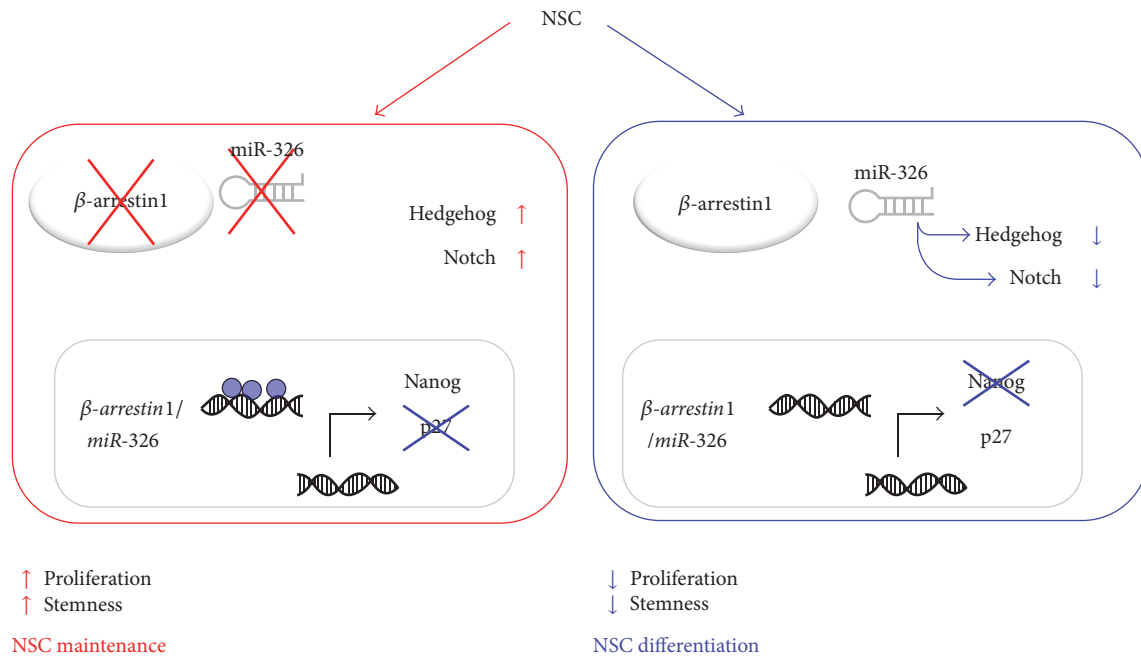 NSC
miR-326
β-arrestin1
Hedgehog ↑
Notch ↑
β-arrestin1/
miR-326
Nanog
p27
↑ Proliferation
↑ Stemness
NSC maintenance
miR-326
β-arrestin1
Hedgehog ↓
Notch ↓
β-arrestin1
/miR-326
Nanog
p27
↓ Proliferation
↓ Stemness
NSC differentiation